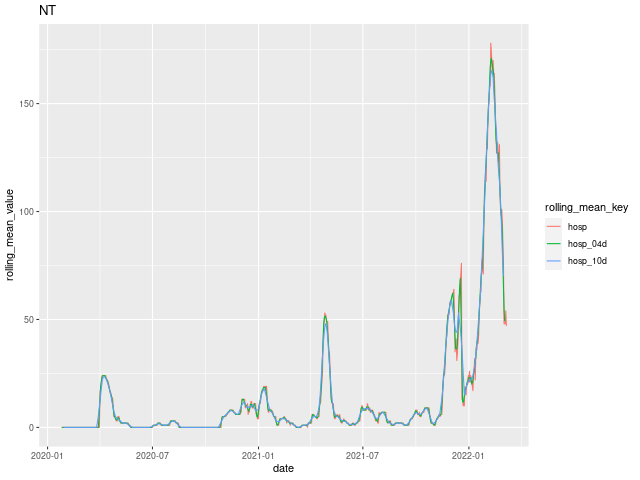 NT
rolling_mean_value
150
100
50
0
2020-01
2020-07
2021-01
2021-07
2022-01
date
rolling_mean_key
hosp
hosp_04d
hosp_10d